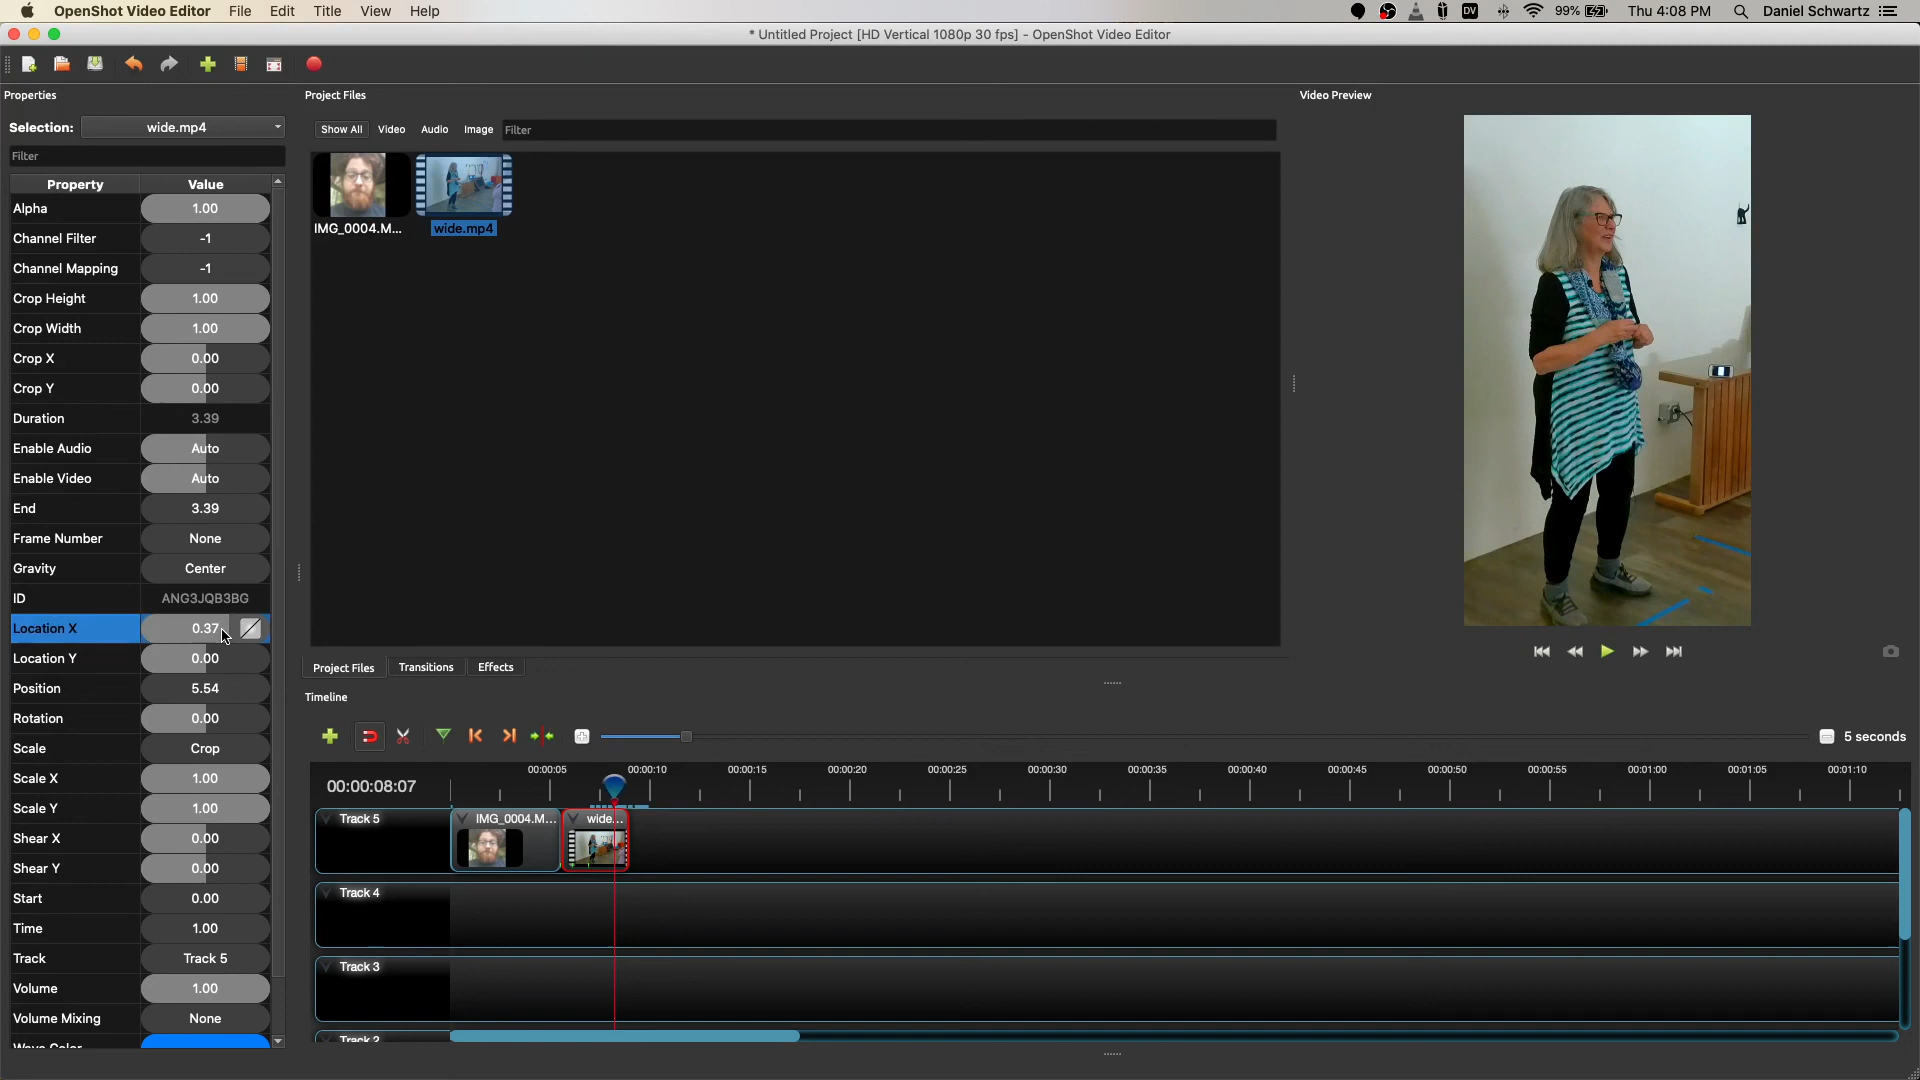 OpenShot Video Editor File Edit Title View Help DV 99% Thu 4:08 PM Daniel Schwartz
* Untitled Project [HD Vertical 1080p 30 fps] - OpenShot Video Editor
Properties
Project Files
Video Preview
Selection: wide.mp4
Show All Video Audio Image Filter
Filter
Property Value
Alpha 1.00
Channel Filter -1
Channel Mapping -1
Crop Height 1.00
Crop Width 1.00
Crop X 0.00
Crop Y 0.00
Duration 3.39
Enable Audio Auto
Enable Video Auto
End 3.39
Frame Number None
Gravity Center
ID ANG3JQB3BG
Location X 0.37
Location Y 0.00
Position 5.54
Rotation 0.00
Scale Crop
Scale X 1.00
Scale Y 1.00
Shear X 0.00
Shear Y 0.00
Start 0.00
Time 1.00
Track Track 5
Volume 1.00
Volume Mixing None
Wave Color
IMG_0004.M... wide.mp4
Project Files Transitions Effects
Timeline
5 seconds
00:00:08:07
00:00:05 00:00:10 00:00:15 00:00:20 00:00:25 00:00:30 00:00:35 00:00:40 00:00:45 00:00:50 00:00:55 00:01:00 00:01:05 00:01:10
Track 5 IMG_0004.M... wide...
Track 4
Track 3
Track 2